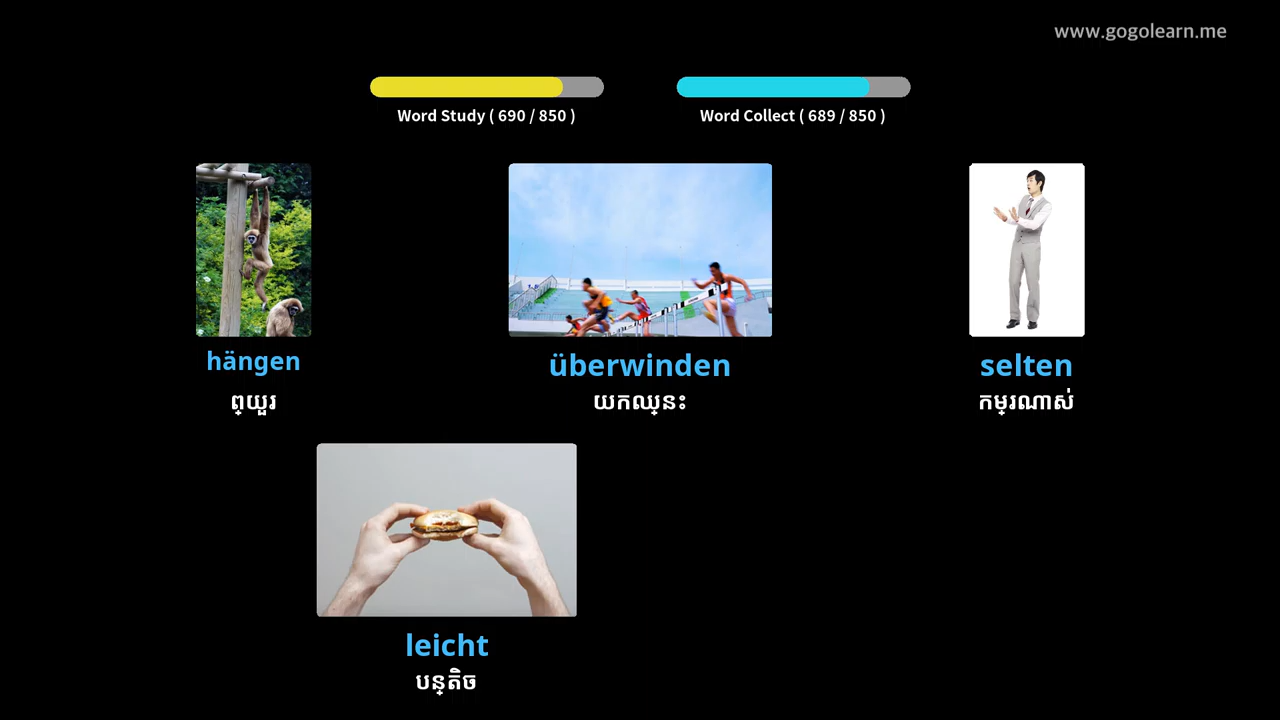 www.gogolearn.me
Word Study ( 690 / 850 )
Word Collect ( 689 / 850 )
hängen
ព្យួរ
überwinden
យកឈ្នះ
selten
កម្រណាស់
leicht
បន្តិច